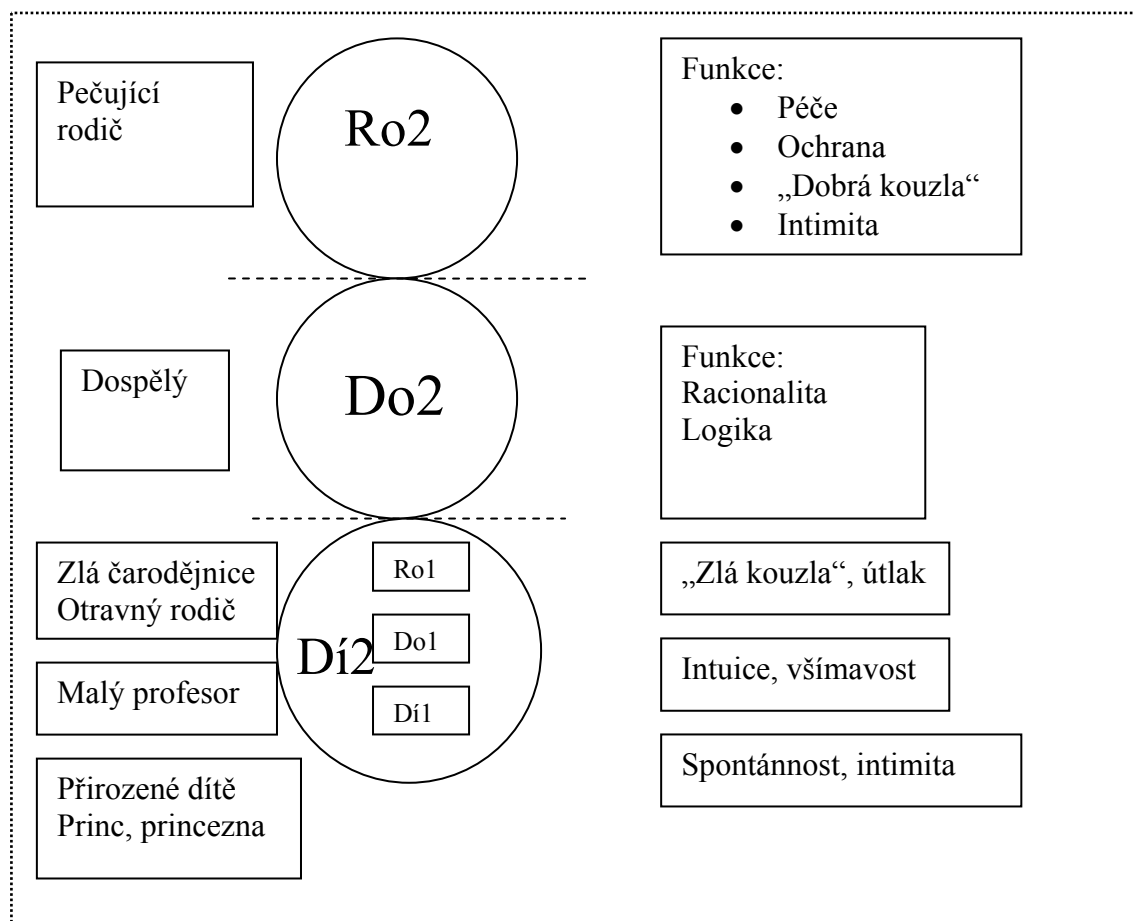 Pečující
rodič
Ro2
Funkce:
• Péče
• Ochrana
• „Dobrá kouzla“
• Intimita
Dospělý
Do2
Funkce:
Racionalita
Logika
Zlá čarodějnice
Otravný rodič
Ro1
„Zlá kouzla“, útlak
Dí2
Do1
Malý profesor
Intuice, všímavost
Dí1
Přirozené dítě
Princ, princezna
Spontánnost, intimita